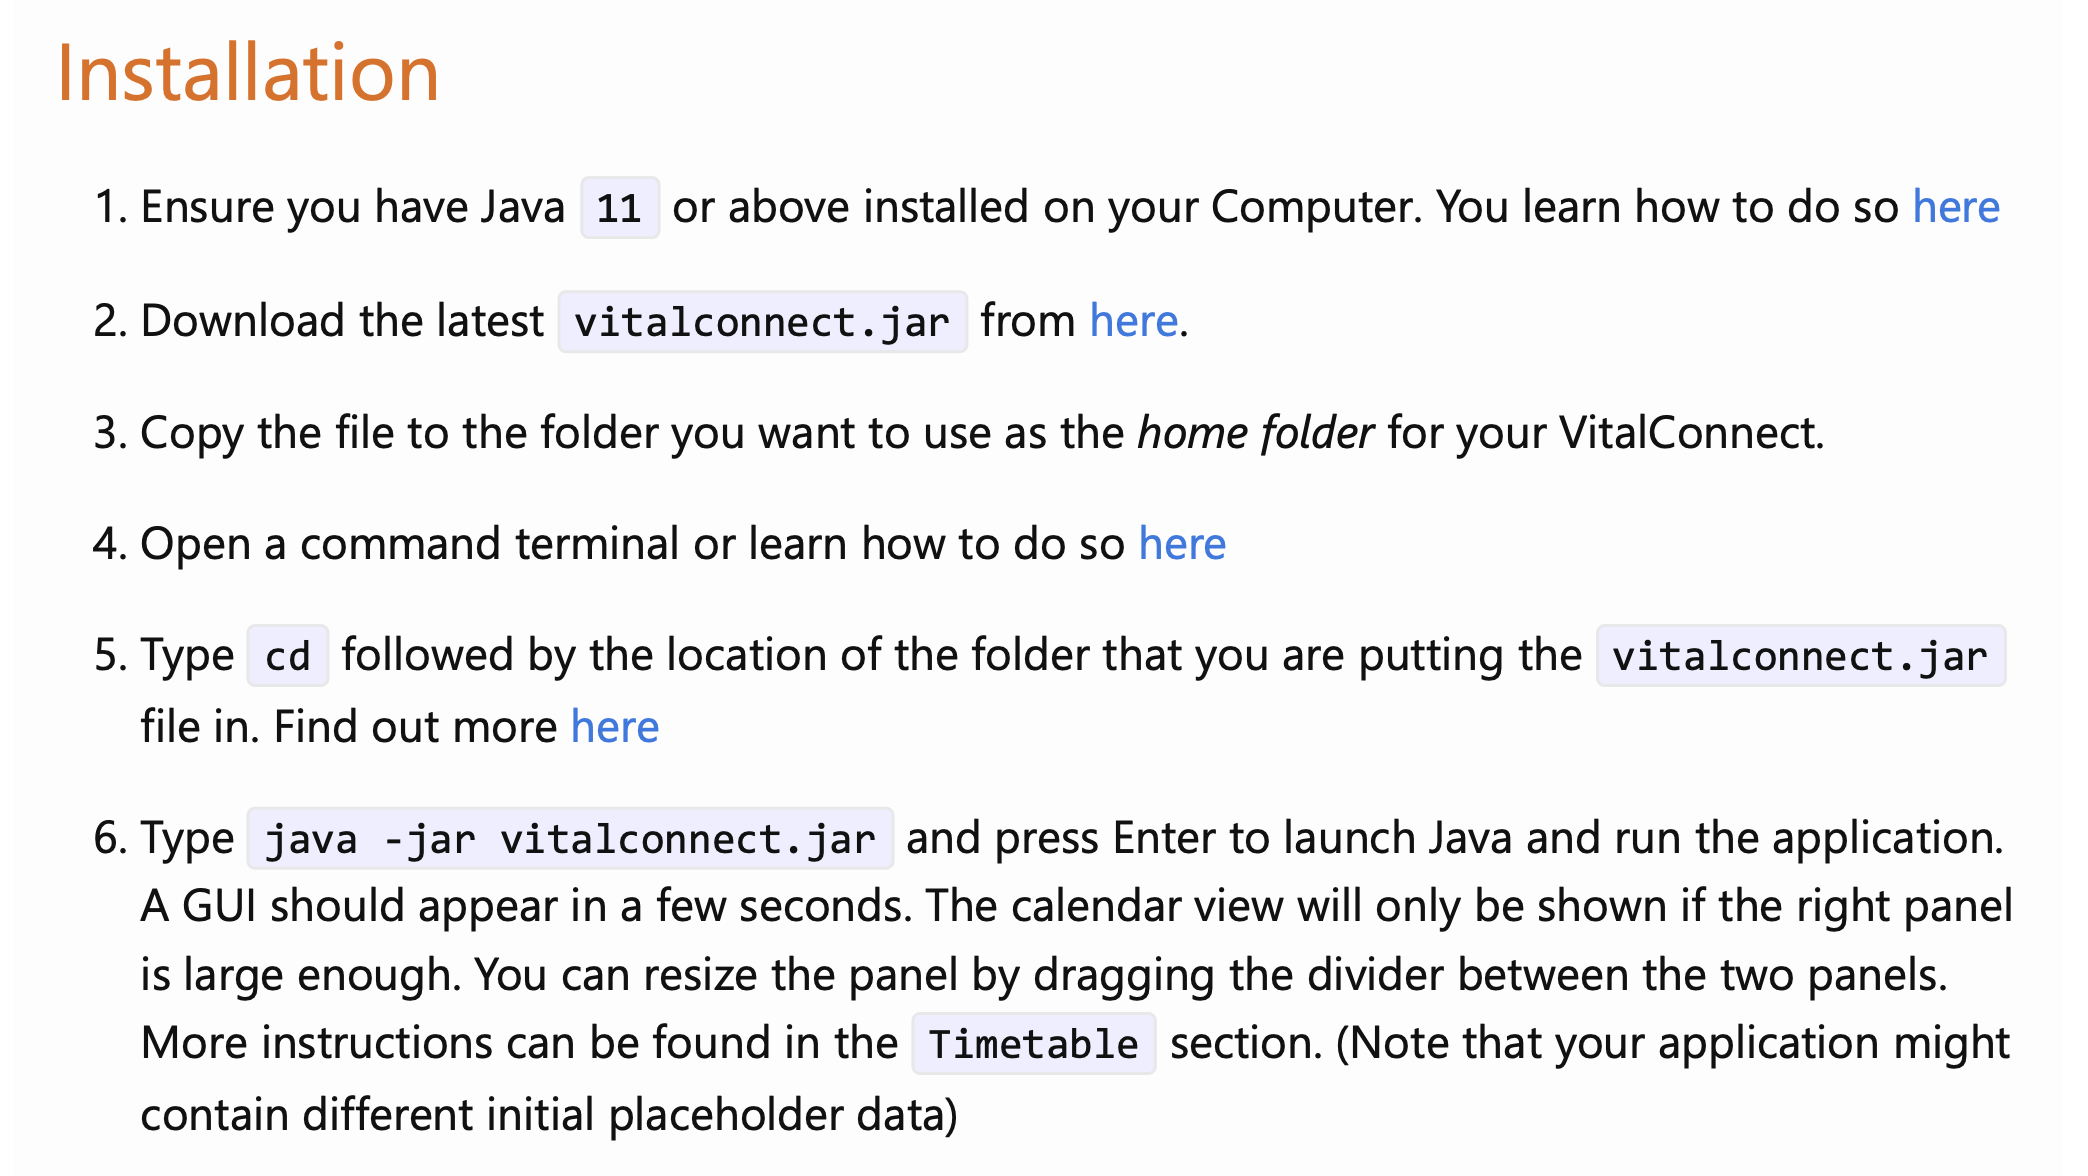 Installation
1. Ensure you have Java 11 or above installed on your Computer. You learn how to do so here
2. Download the latest vitalconnect.jar from here.
3. Copy the file to the folder you want to use as the home folder for your VitalConnect.
4. Open a command terminal or learn how to do so here
5. Type cd followed by the location of the folder that you are putting the vitalconnect.jar
file in. Find out more here
6. Type java -jar vitalconnect.jar and press Enter to launch Java and run the application.
A GUI should appear in a few seconds. The calendar view will only be shown if the right panel
is large enough. You can resize the panel by dragging the divider between the two panels.
More instructions can be found in the Timetable section. (Note that your application might
contain different initial placeholder data)